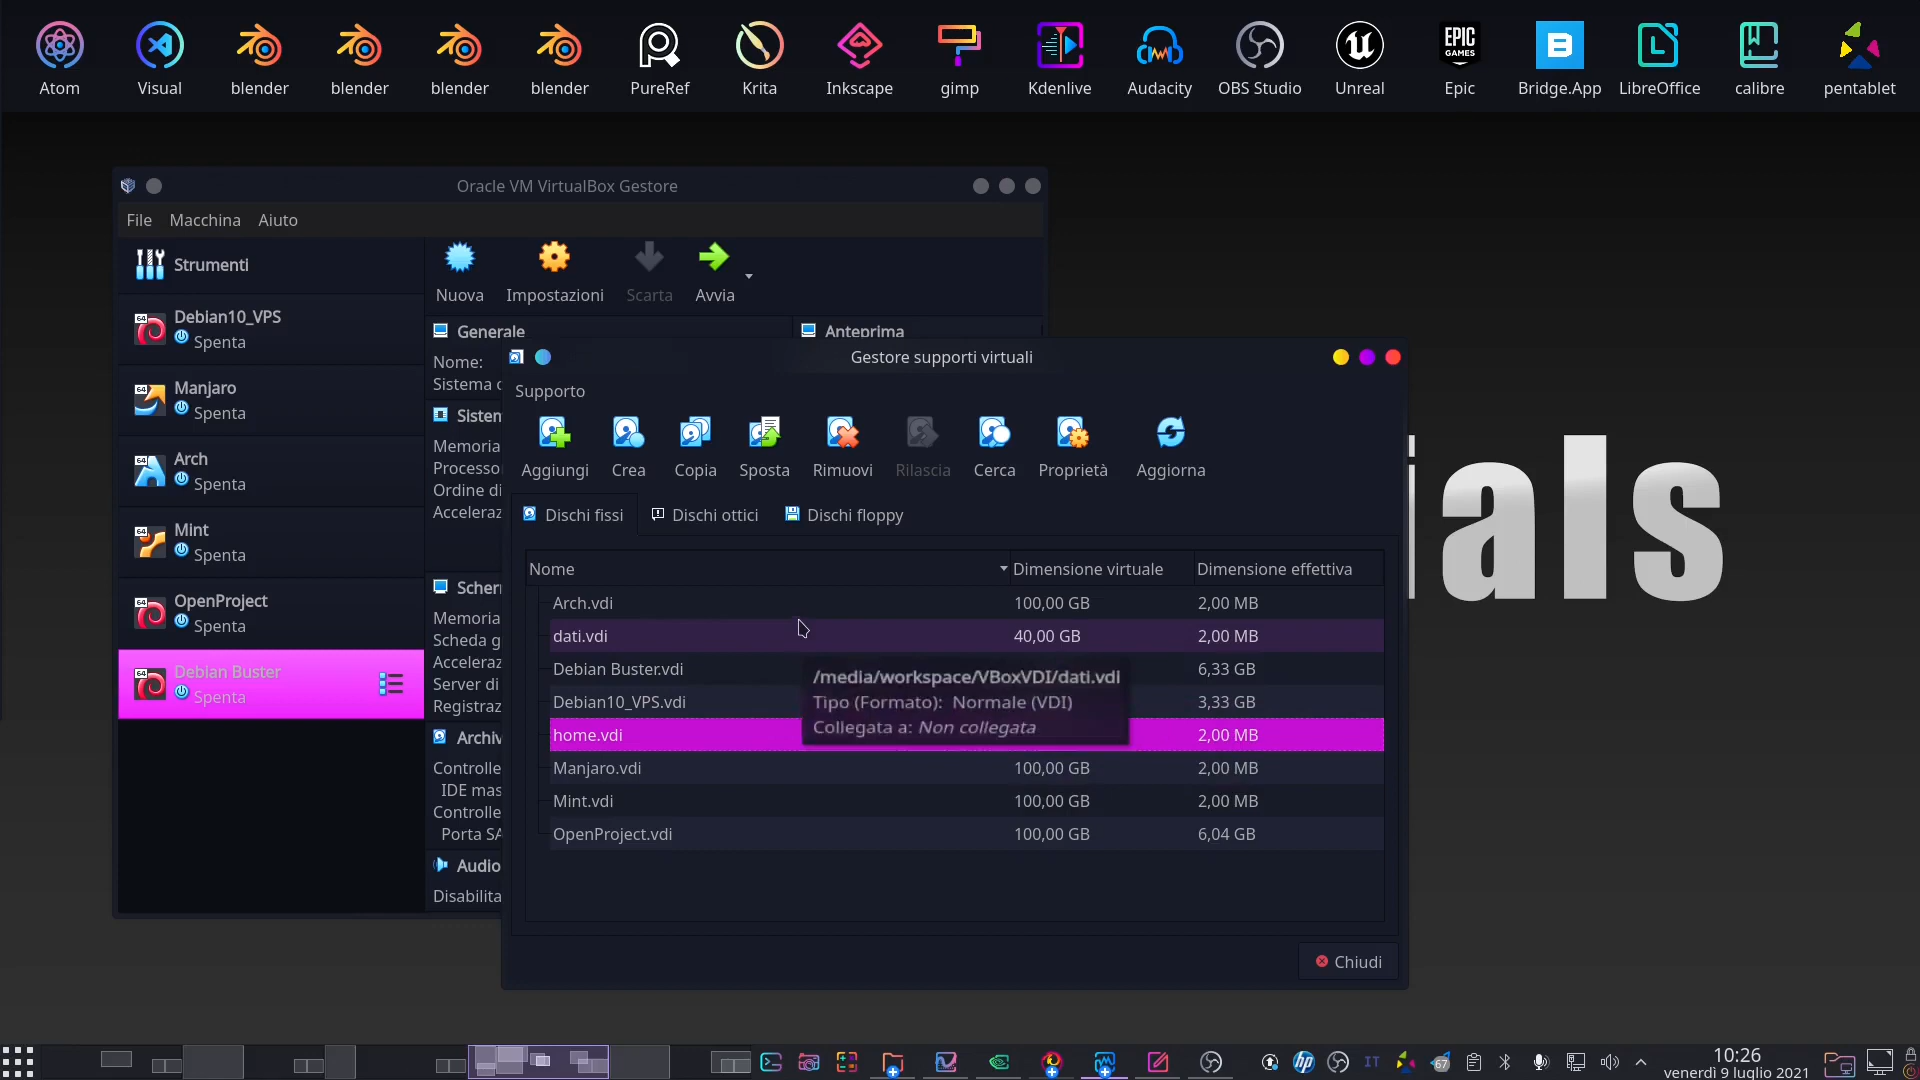 Atom
Visual
blender
blender
blender
blender
PureRef
Krita
Inkscape
gimp
Kdenlive
Audacity
OBS Studio
Unreal
Epic
Bridge.App
LibreOffice
calibre
pentablet
Oracle VM VirtualBox Gestore
File Macchina Aiuto
Strumenti
Nuova Impostazioni Scarta Avvia
Debian10_VPS
Spenta
Manjaro
Spenta
Arch
Spenta
Mint
Spenta
OpenProject
Spenta
Debian Buster
Spenta
Generale
Anteprima
Nome:
Sistema o
Sistem
Memoria
Processo
Ordine di
Acceleraz
Scherm
Memoria
Scheda g
Acceleraz
Server di
Registraz
Archiv
Controlle
IDE mas
Controlle
Porta SA
Audio
Disabilita
Gestore supporti virtuali
Supporto
Aggiungi Crea Copia Sposta Rimuovi Rilascia Cerca Proprietà Aggiorna
Dischi fissi Dischi ottici Dischi floppy
Nome Dimensione virtuale Dimensione effettiva
Arch.vdi 100,00 GB 2,00 MB
dati.vdi 40,00 GB 2,00 MB
Debian Buster.vdi 6,33 GB
Debian10_VPS.vdi 3,33 GB
home.vdi 2,00 MB
Manjaro.vdi 100,00 GB 2,00 MB
Mint.vdi 100,00 GB 2,00 MB
OpenProject.vdi 100,00 GB 6,04 GB
/media/workspace/VBoxVDI/dati.vdi
Tipo (Formato): Normale (VDI)
Collegata a: Non collegata
Chiudi
ials
IT
67
10:26
venerdì 9 luglio 2021